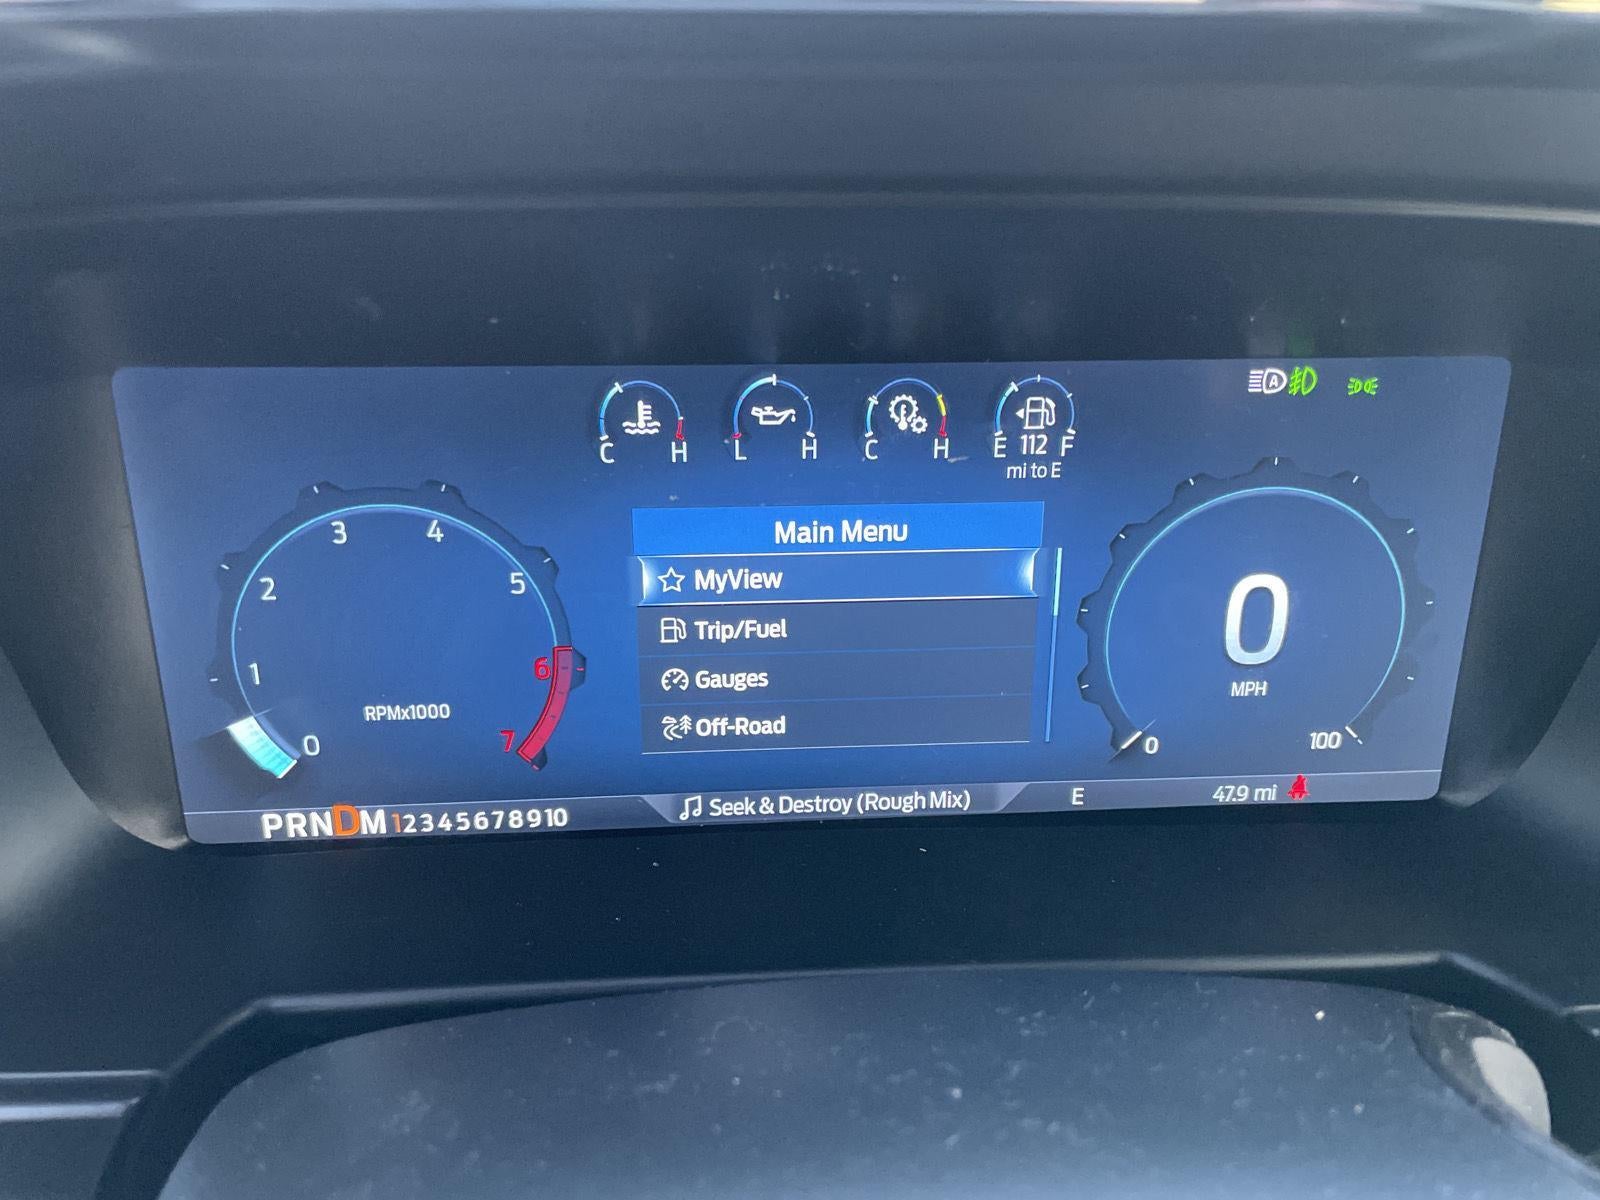 C H L H C H E 112 F
mi to E
A
3 4
2 5
1 6
RPMx1000
0 7
Main Menu
MyView
Trip/Fuel
Gauges
Off-Road
0
MPH
0 100
PRNDM 12345678910
Seek & Destroy (Rough Mix)
E
47.9 mi